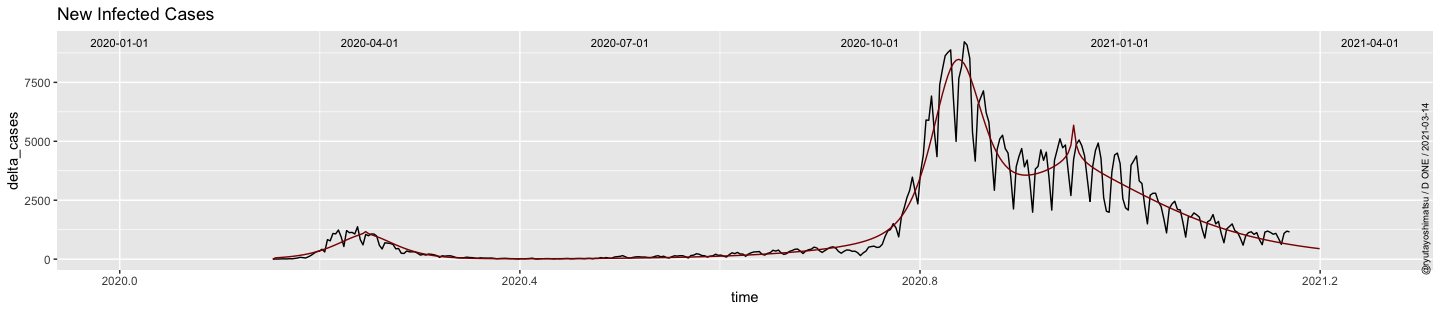 New Infected Cases
2020-01-01 2020-04-01 2020-07-01 2020-10-01 2021-01-01 2021-04-01
7500
5000
2500
0
delta_cases
2020.0 2020.4 2020.8 2021.2
time
@ryutayoshimatsu / D ONE / 2021-03-14